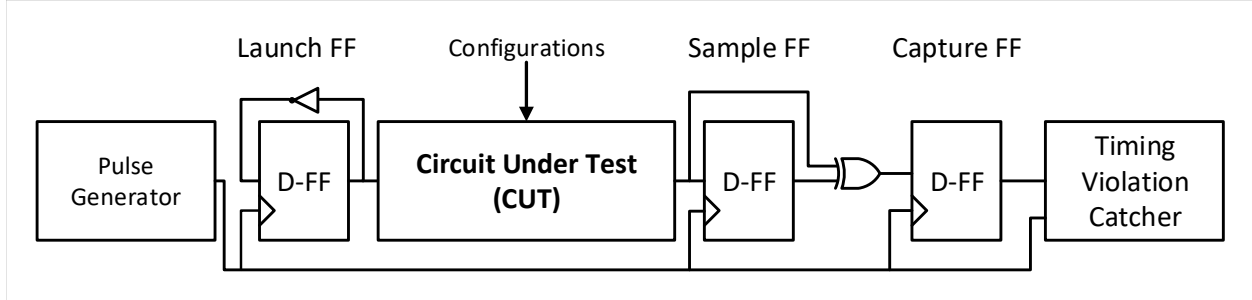 Launch FF
Configurations
Sample FF
Capture FF
Pulse
Generator
D-FF
Circuit Under Test
(CUT)
D-FF
D-FF
Timing
Violation
Catcher